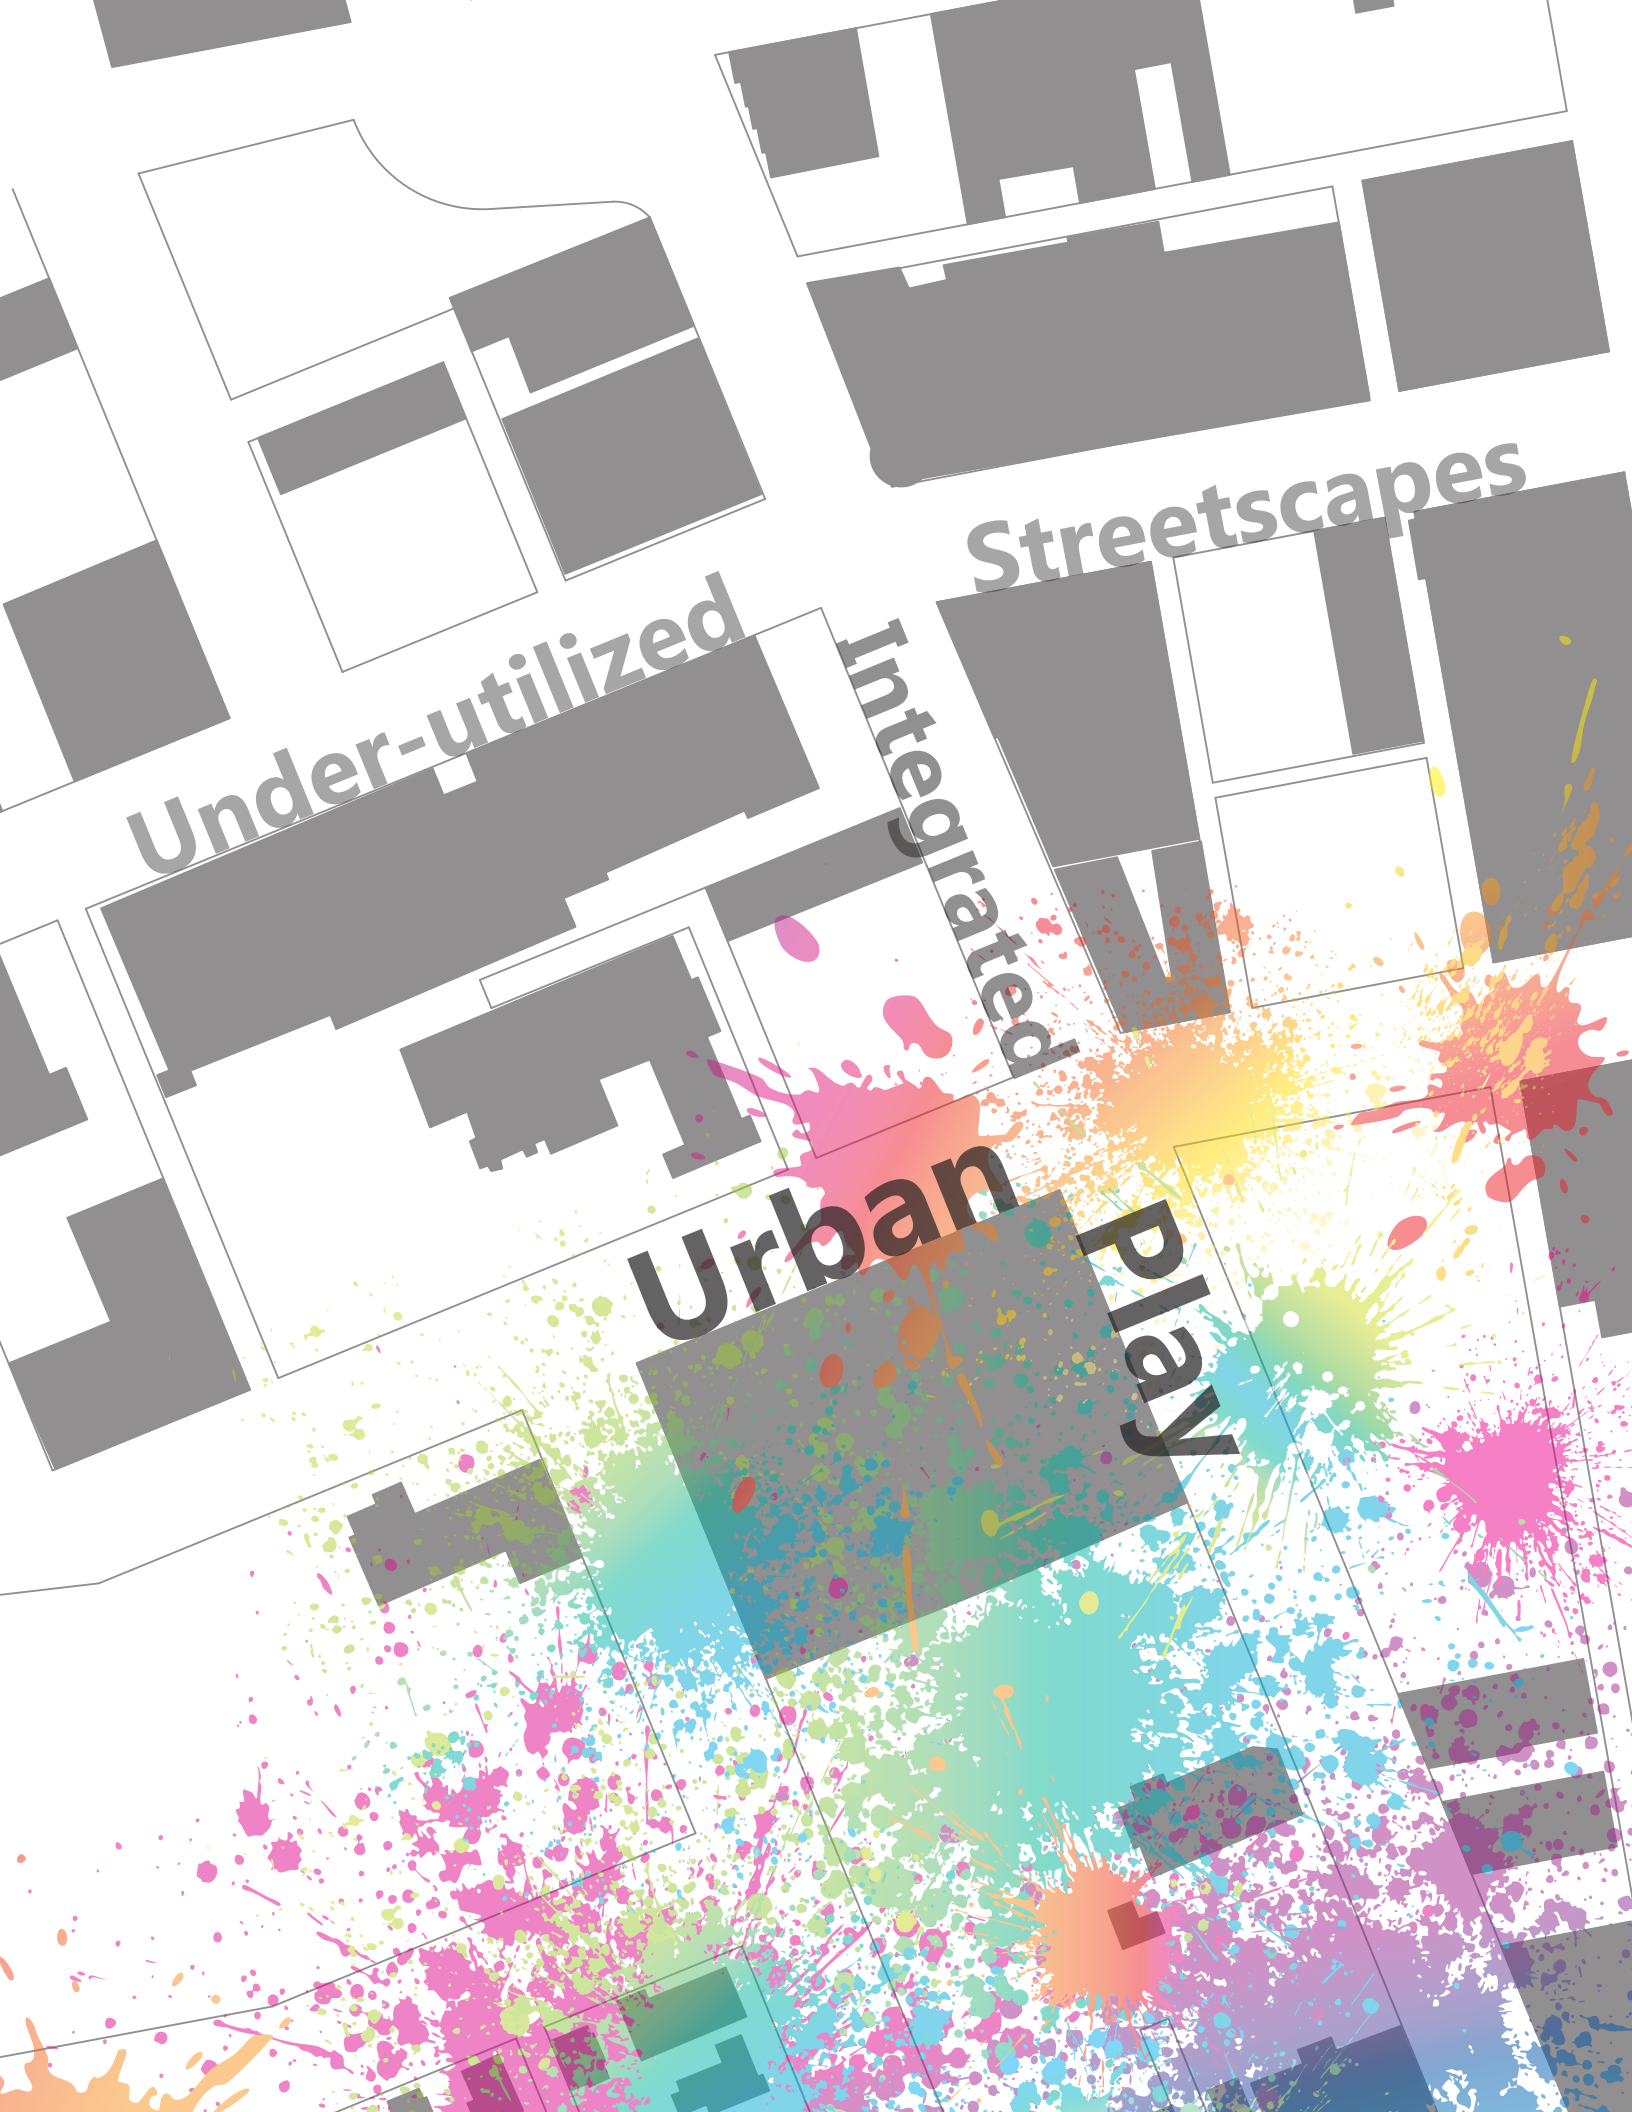 Streetscapes
Under-utilized
Integrated
Urban
Play